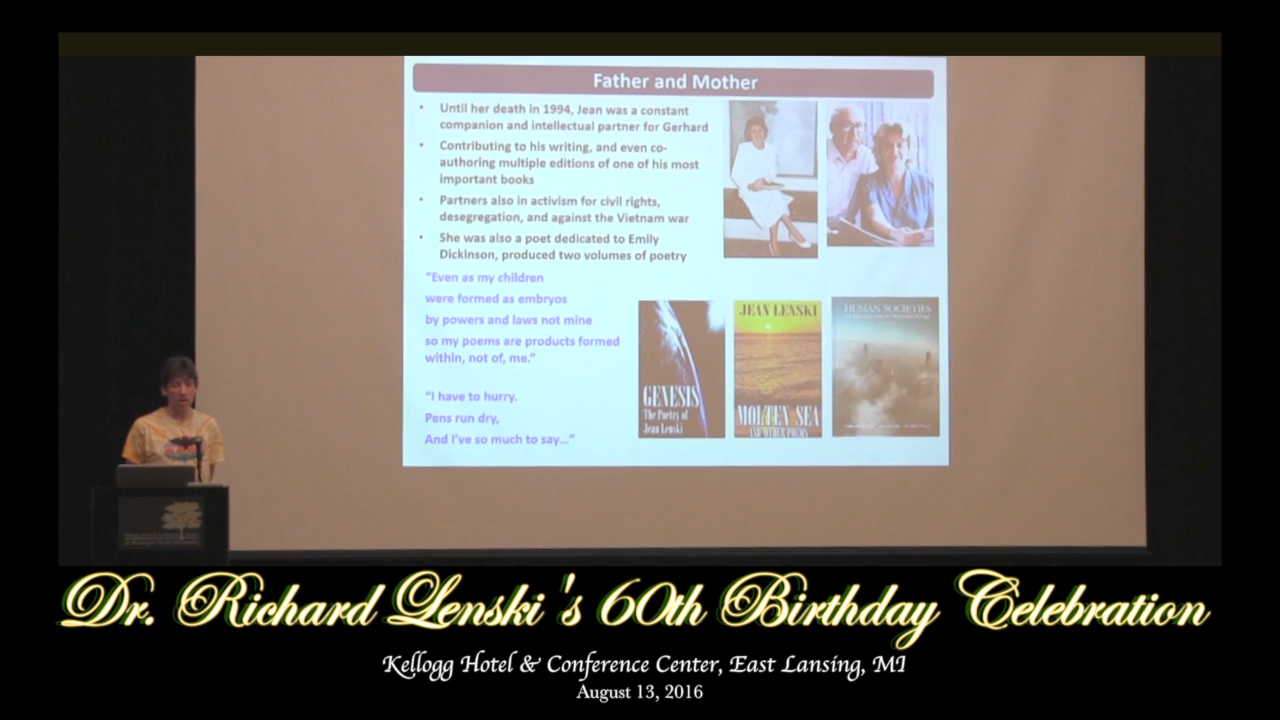 Father and Mother
• Until her death in 1994, Jean was a constant
companion and intellectual partner for Gerhard
• Contributing to his writing, and even co-
authoring multiple editions of one of his most
important books
• Partners also in activism for civil rights,
desegregation, and against the Vietnam war
• She was also a poet dedicated to Emily
Dickinson, produced two volumes of poetry
“Even as my children
were formed as embryos
by powers and laws not mine
so my poems are products formed
within, not of, me.”
“I have to hurry.
Pens run dry,
And I’ve so much to say…”
GENESIS
The Poetry of
Jean Lenski
JEAN LENSKI
MOLTEN SEA
AND OTHER POEMS
HUMAN SOCIETIES
Dr. Richard Lenski's 60th Birthday Celebration
Kellogg Hotel & Conference Center, East Lansing, MI
August 13, 2016